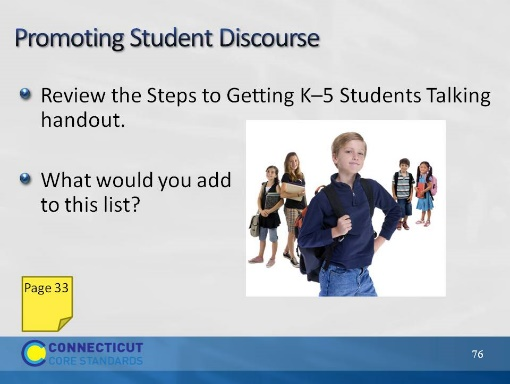 Promoting Student Discourse
Review the Steps to Getting K–5 Students Talking
handout.
What would you add
to this list?
Page 33
CONNECTICUT
CORE STANDARDS
76